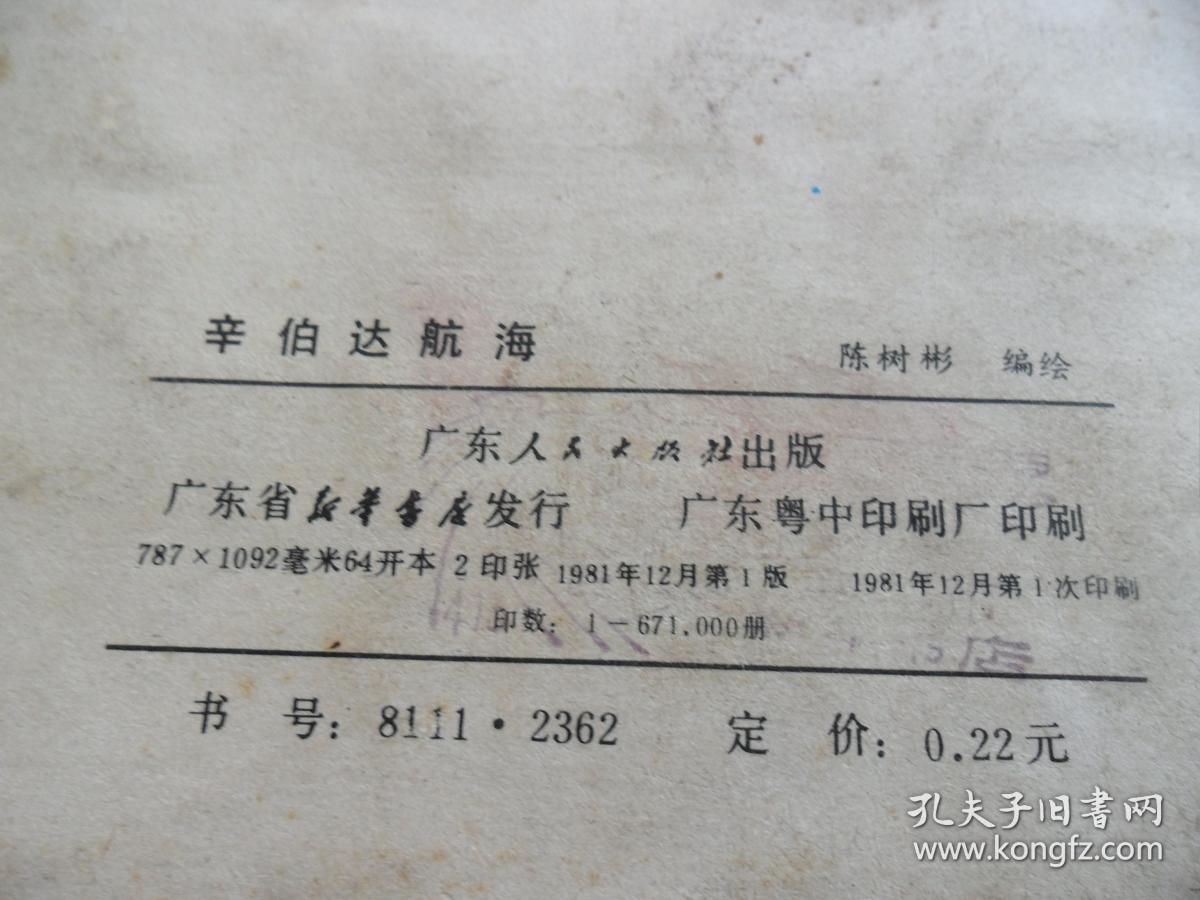 辛伯达航海 陈树彬 编绘
广东人民出版社出版
广东省新华书店发行 广东粤中印刷厂印刷
787×1092毫米64开本 2印张 1981年12月第1版 1981年12月第1次印刷
印数：1－671,000册
店
书 号：8111·2362 定 价：0.22元
孔夫子旧书网
www.kongfz.com